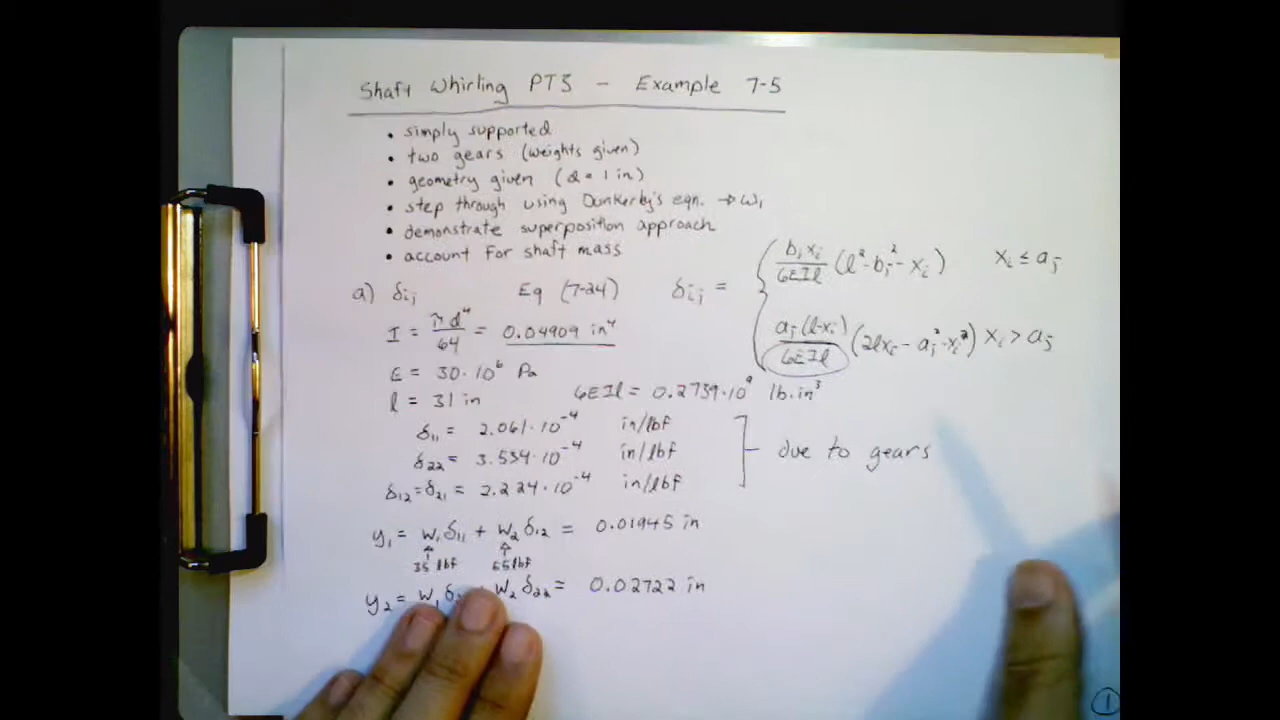 Shaft Whirling PT3 - Example 7-5
• simply supported
• two gears (weights given)
• geometry given (d = 1 in)
• step through using Dunkerly's eqn. → ω₁
• demonstrate superposition approach
• account for shaft mass
a) δij Eq (7-24) δij = { bjxi/6EIl (l² - bj² - xi) xi ≤ aj
aj(l-xi)/6EIl (2lxi - aj² - xi²) xi > aj
I = πd⁴/64 = 0.04909 in⁴
E = 30·10⁶ Pa
l = 31 in 6EIl = 0.2739·10⁹ lb·in³
δ₁₁ = 2.061·10⁻⁴ in/lbf
δ₂₂ = 3.534·10⁻⁴ in/lbf } due to gears
δ₁₂=δ₂₁ = 2.224·10⁻⁴ in/lbf
y₁ = w₁δ₁₁ + w₂δ₁₂ = 0.01945 in
35 lbf 55 lbf
y₂ = w₁δ w₂δ₂₂ = 0.02722 in
1